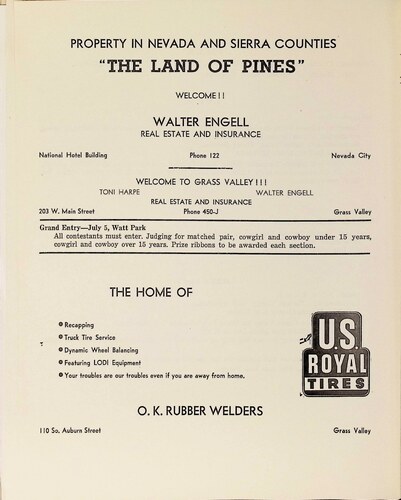 PROPERTY IN NEVADA AND SIERRA COUNTIES
"THE LAND OF PINES"
WELCOME!!
WALTER ENGELL
REAL ESTATE AND INSURANCE
National Hotel Building Phone 122 Nevada City
WELCOME TO GRASS VALLEY!!!
TONI HARPE WALTER ENGELL
REAL ESTATE AND INSURANCE
203 W. Main Street Phone 450-J Grass Valley
Grand Entry—July 5, Watt Park
All contestants must enter. Judging for matched pair, cowgirl and cowboy under 15 years,
cowgirl and cowboy over 15 years. Prize ribbons to be awarded each section.
THE HOME OF
Recapping
Truck Tire Service
Dynamic Wheel Balancing
Featuring LODI Equipment
Your troubles are our troubles even if you are away from home.
U.S.
ROYAL
TIRES
O. K. RUBBER WELDERS
110 So. Auburn Street Grass Valley